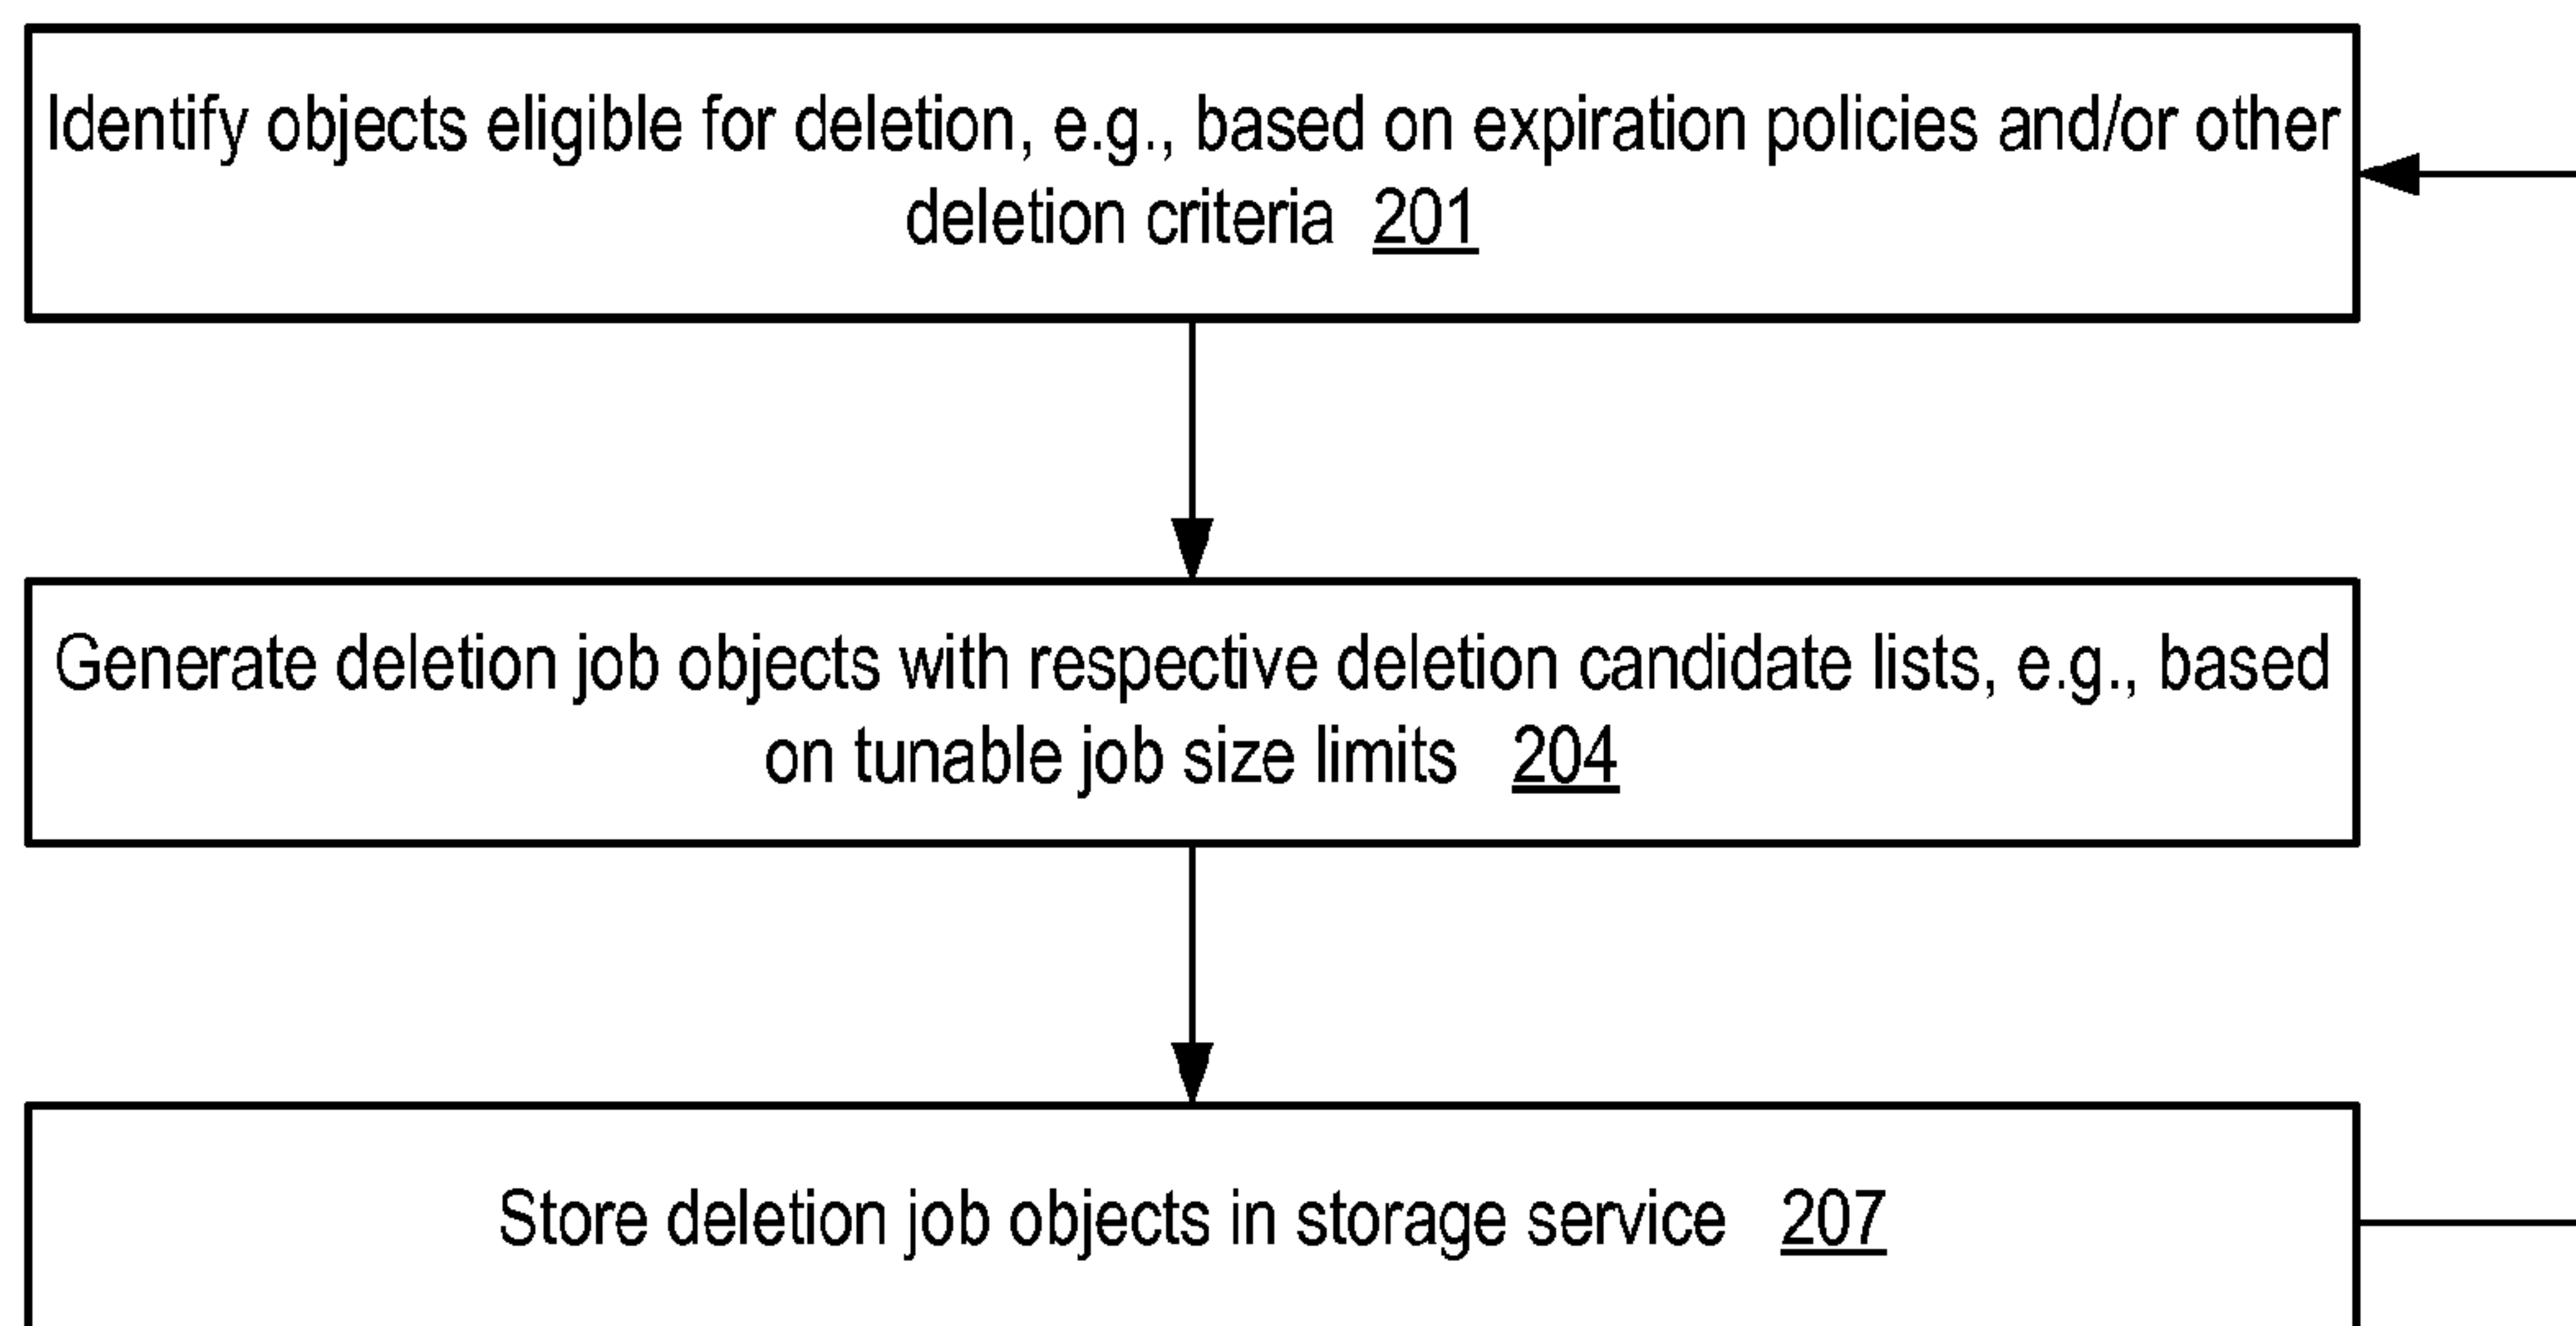 Identify objects eligible for deletion, e.g., based on expiration policies and/or other
deletion criteria 201
Generate deletion job objects with respective deletion candidate lists, e.g., based
on tunable job size limits 204
Store deletion job objects in storage service 207